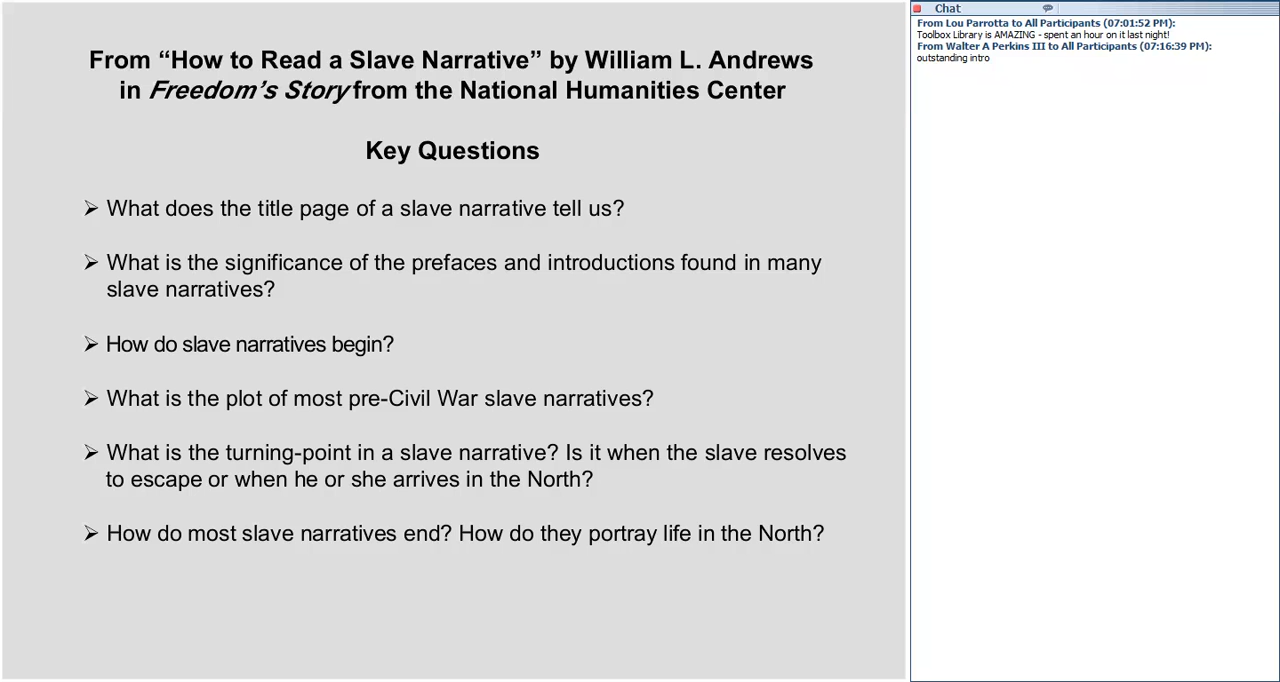 From “How to Read a Slave Narrative” by William L. Andrews
in Freedom’s Story from the National Humanities Center
Key Questions
➢ What does the title page of a slave narrative tell us?
➢ What is the significance of the prefaces and introductions found in many
slave narratives?
➢ How do slave narratives begin?
➢ What is the plot of most pre-Civil War slave narratives?
➢ What is the turning-point in a slave narrative? Is it when the slave resolves
to escape or when he or she arrives in the North?
➢ How do most slave narratives end? How do they portray life in the North?
Chat
From Lou Parrotta to All Participants (07:01:52 PM):
Toolbox Library is AMAZING - spent an hour on it last night!
From Walter A Perkins III to All Participants (07:16:39 PM):
outstanding intro